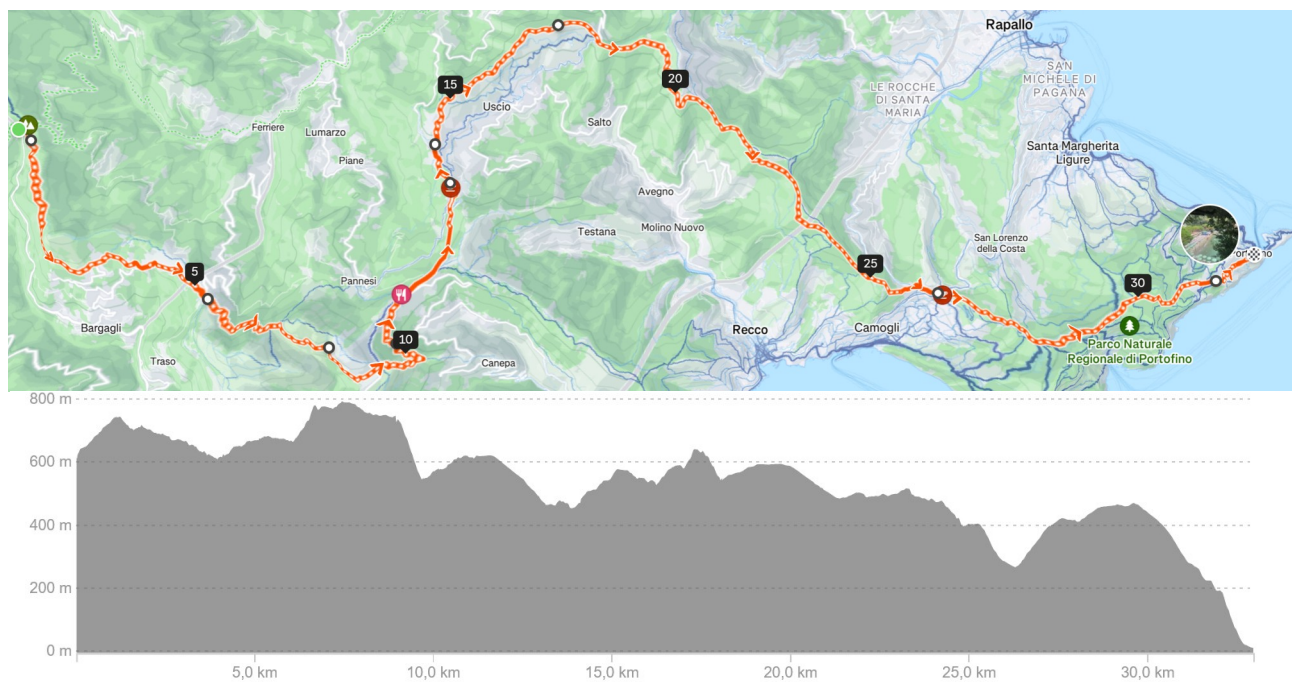 Rapallo
SAN
MICHELE DI
PAGANA
LE ROCCHE
DI SANTA
MARIA
20
15
Uscio
Salto
Ferriere
Lumarzo
Piane
Santa Margherita
Ligure
Avegno
Molino Nuovo
Testana
San Lorenzo
della Costa
5
25
Pannesi
30
Bargagli
Recco
Camogli
10
Traso
Canepa
Parco Naturale
Regionale di Portofino
800 m
600 m
400 m
200 m
0 m
5,0 km
10,0 km
15,0 km
20,0 km
25,0 km
30,0 km